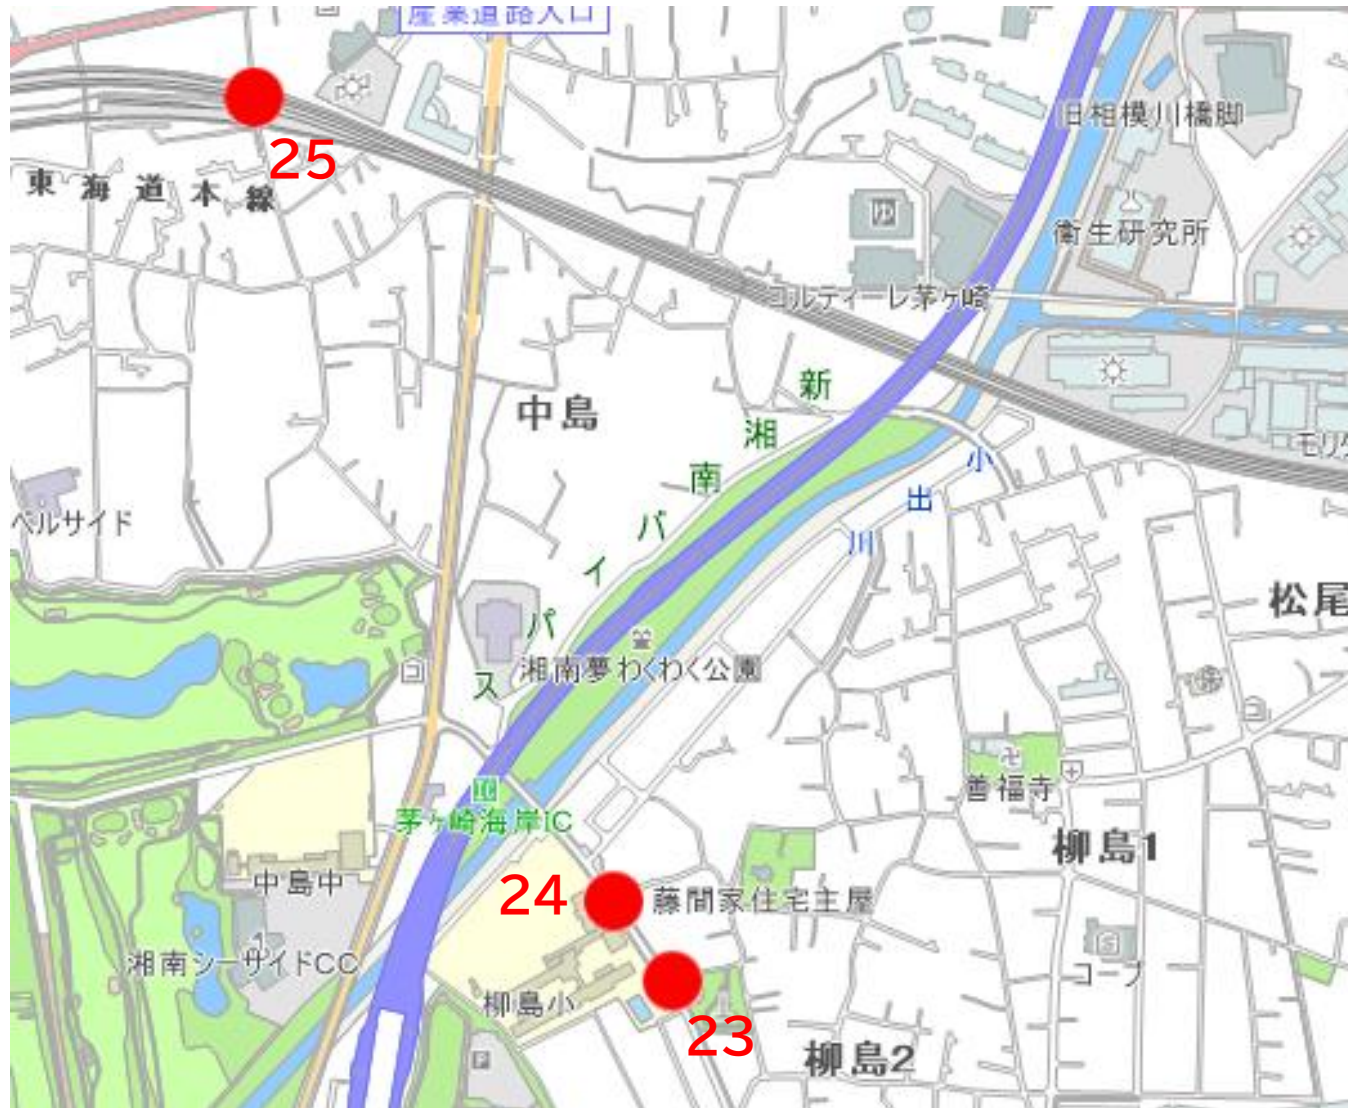 産業道路入口
25
東海道本線
旧相模川橋脚
ゆ
衛生研究所
コルティーレ茅ヶ崎
中島
新湘南バイパス
小出川
ベルサイド
松尾
湘南夢わくわく公園
善福寺
IC
茅ヶ崎海岸IC
柳島1
中島中
24
藤間家住宅主屋
湘南シーサイドCC
S
コープ
柳島小
23
柳島2
P